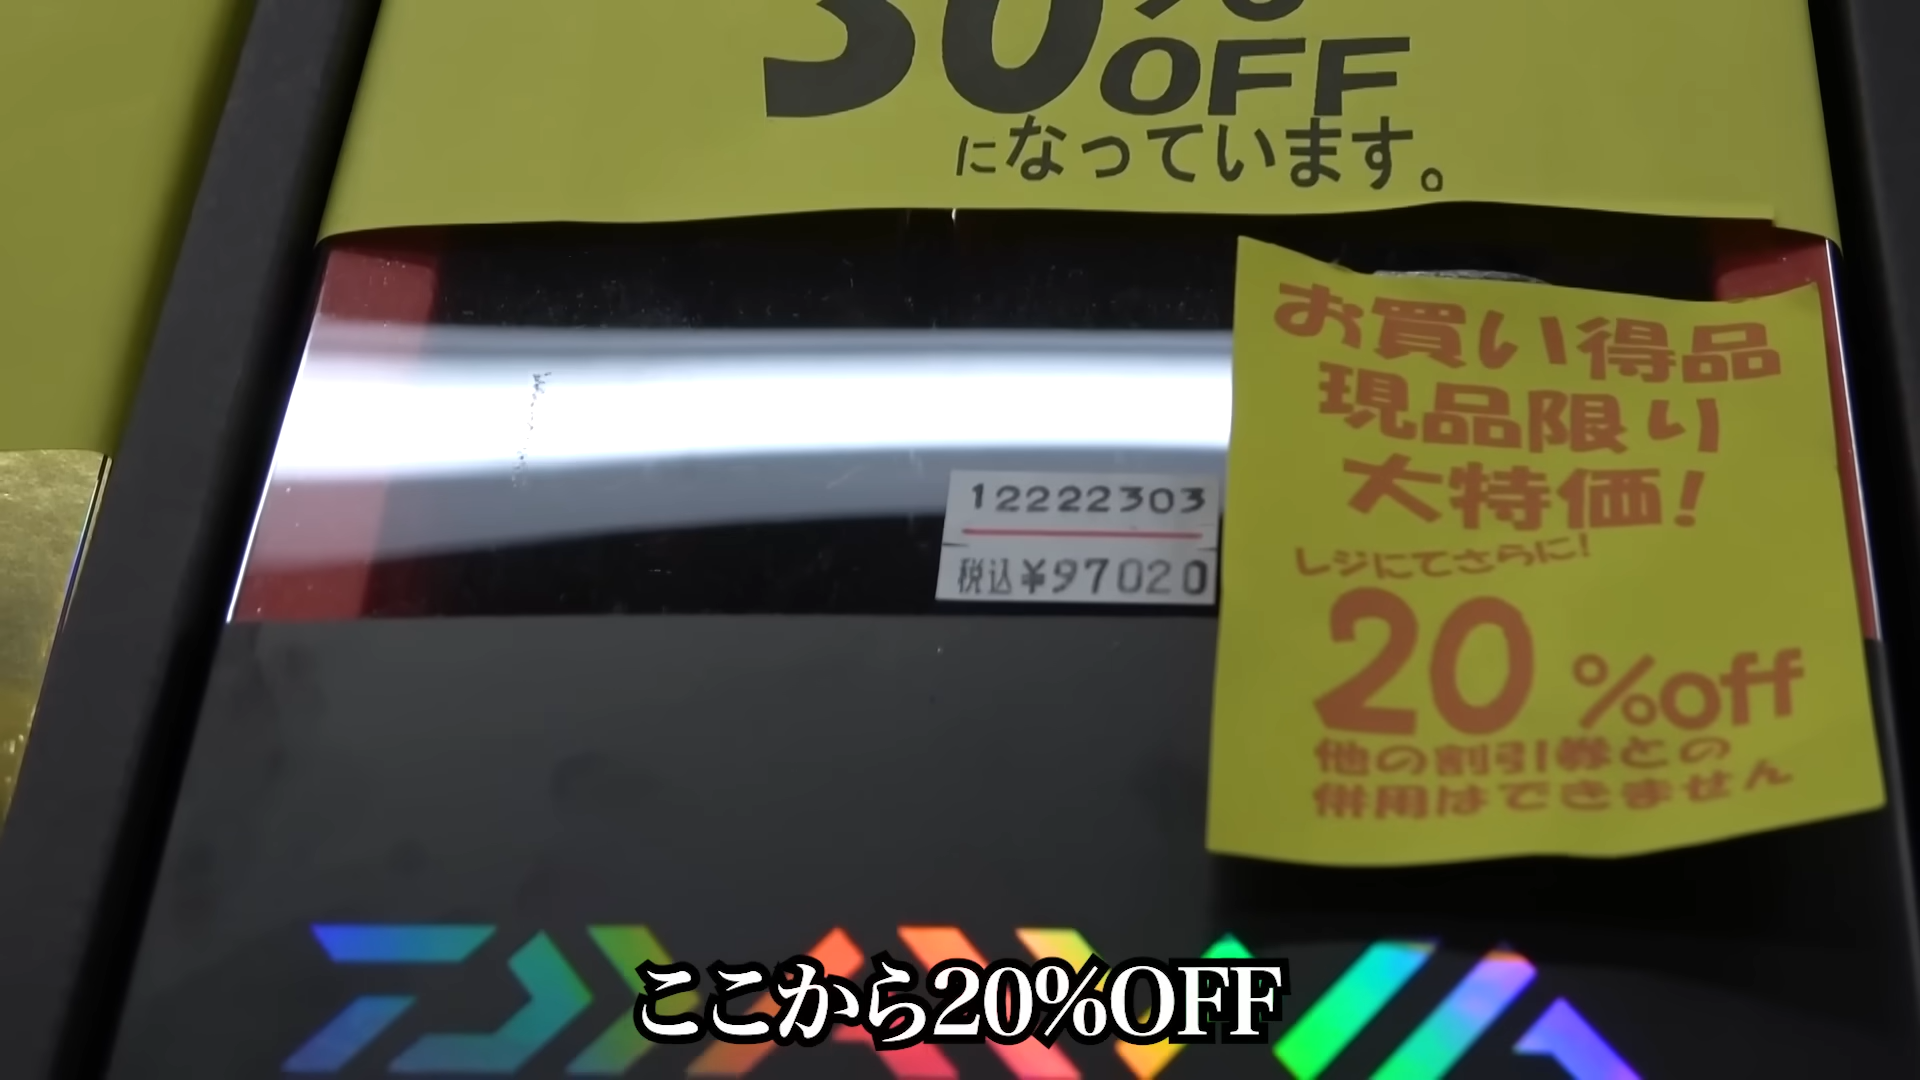 30%
OFF
になっています。
お買い得品
現品限り
大特価!
レジにてさらに!
20%off
他の割引券との
併用はできません
12222303
税込¥97020
DAIWA
ここから20%OFF